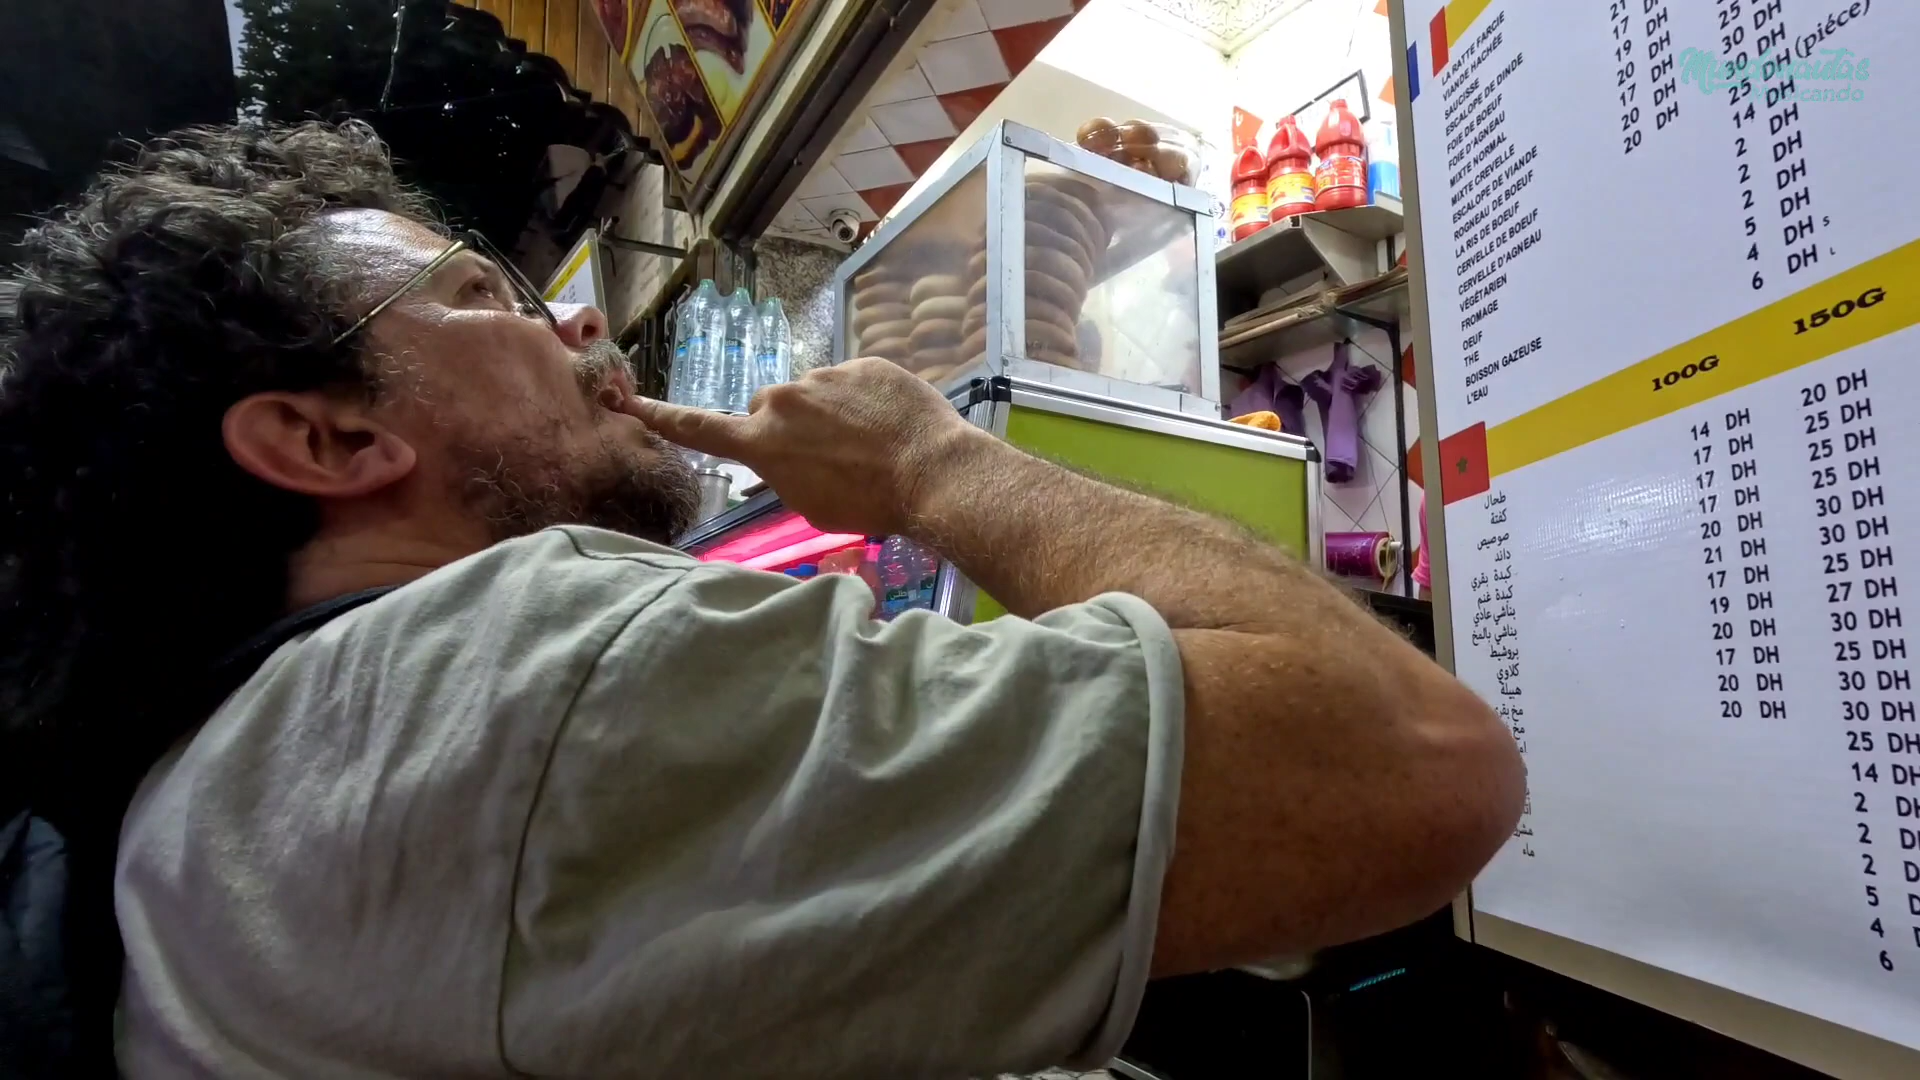 LA RATTE FARCIE
VIANDE HACHÉE
SAUCISSE
ESCALOPE DE DINDE
FOIE DE BOEUF
FOIE D'AGNEAU
MIXTE NORMAL
MIXTE CREVELLE
ESCALOPE DE VIANDE
ROGNEAU DE BOEUF
LA RIS DE BOEUF
CERVELLE DE BOEUF
CERVELLE D'AGNEAU
VÉGÉTARIEN
FROMAGE
OEUF
THE
BOISSON GAZEUSE
L'EAU
21
17 DH
19 DH
20 DH
17 DH
20 DH
20 DH
25
30 DH
30 DH (piéce)
25 DH
14 DH
2 DH
2 DH
2 DH
5 DH
4 DH S
6 DH L
100G 150G
طحال
كفتة
صوصيص
داند
كبدة بقري
كبدة غنم
بناشي عادي
بناشي بالمخ
بروشيط
كلاوي
هبيلة
مخ بقري
14 DH
17 DH
17 DH
17 DH
20 DH
21 DH
17 DH
19 DH
20 DH
17 DH
20 DH
20 DH
20 DH
25 DH
25 DH
25 DH
30 DH
30 DH
25 DH
27 DH
30 DH
25 DH
30 DH
30 DH
25 DH
14 DH
2 DH
2
2
5
4
6
ماء
Mundonautas